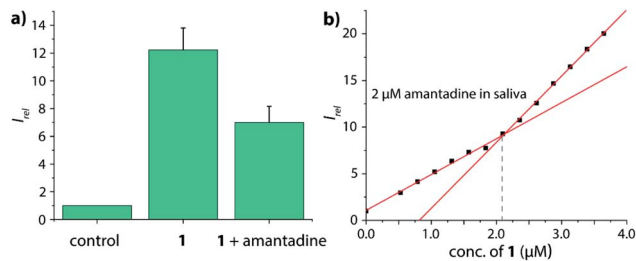 a)
14
12
10
8
6
4
2
0
I_rel
control 1 1 + amantadine
b)
20
15
10
5
0
I_rel
2 µM amantadine in saliva
0.0 1.0 2.0 3.0 4.0
conc. of 1 (µM)